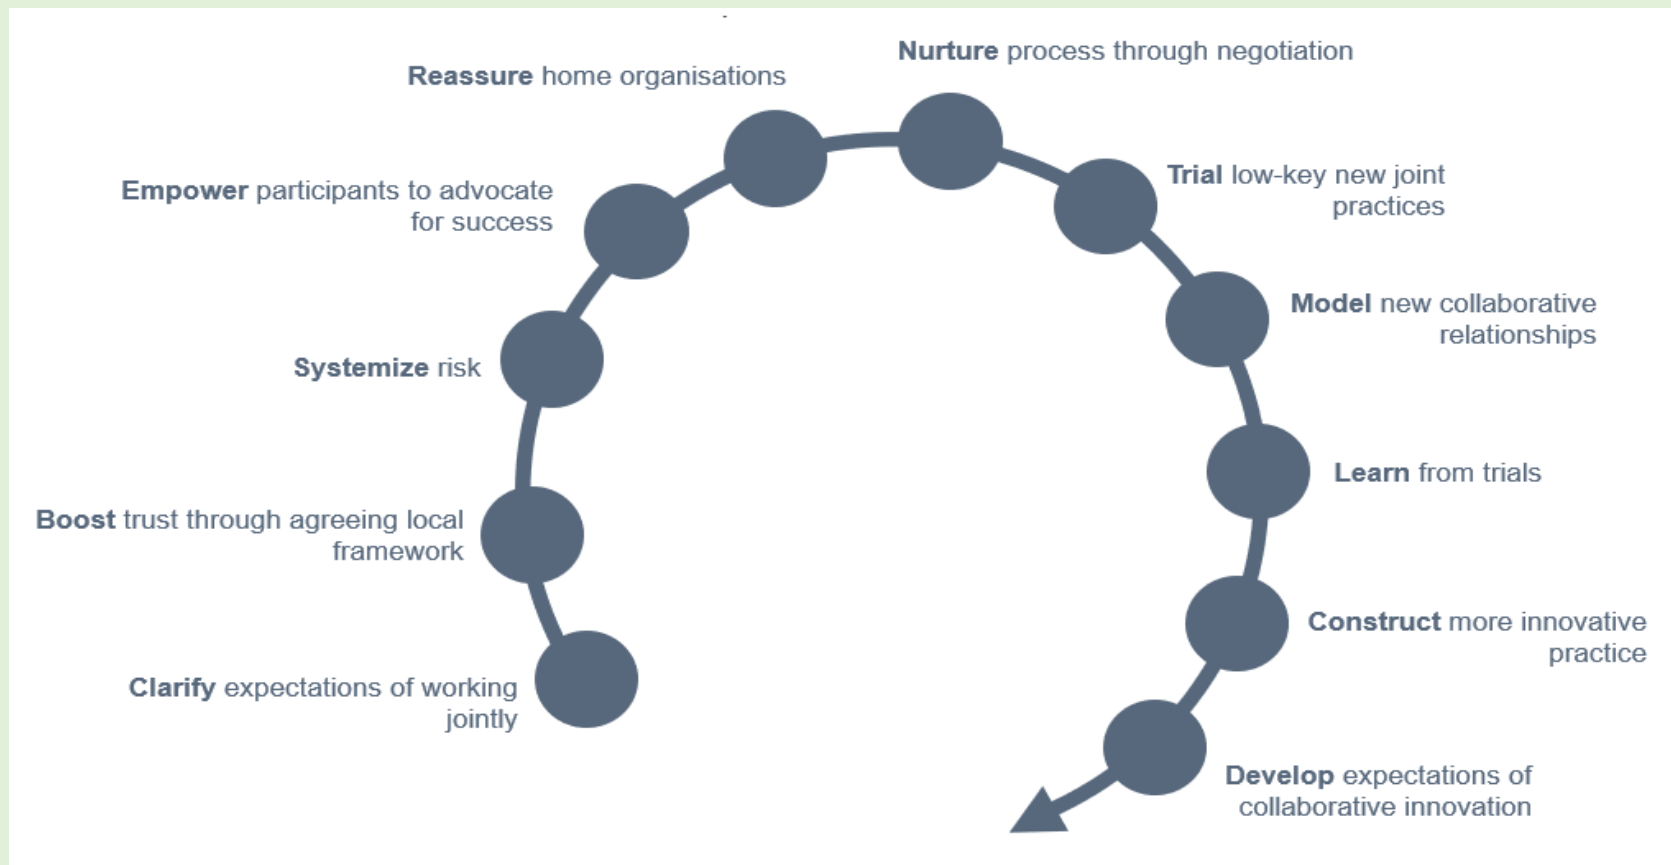 Nurture process through negotiation
Reassure home organisations
Trial low-key new joint
practices
Empower participants to advocate
for success
Model new collaborative
relationships
Systemize risk
Learn from trials
Boost trust through agreeing local
framework
Construct more innovative
practice
Clarify expectations of working
jointly
Develop expectations of
collaborative innovation